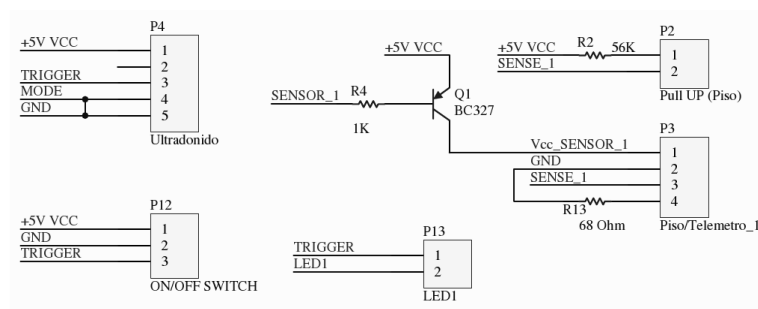 P4
+5V VCC
1
2
TRIGGER
3
MODE
4
GND
5
Ultradonido
+5V VCC
SENSOR_1
R4
1K
Q1
BC327
P2
+5V VCC
R2
56K
1
SENSE_1
2
Pull UP (Piso)
P3
Vcc_SENSOR_1
1
GND
2
SENSE_1
3
4
R13
68 Ohm
Piso/Telemetro_1
P12
+5V VCC
1
GND
2
TRIGGER
3
ON/OFF SWITCH
P13
TRIGGER
1
LED1
2
LED1